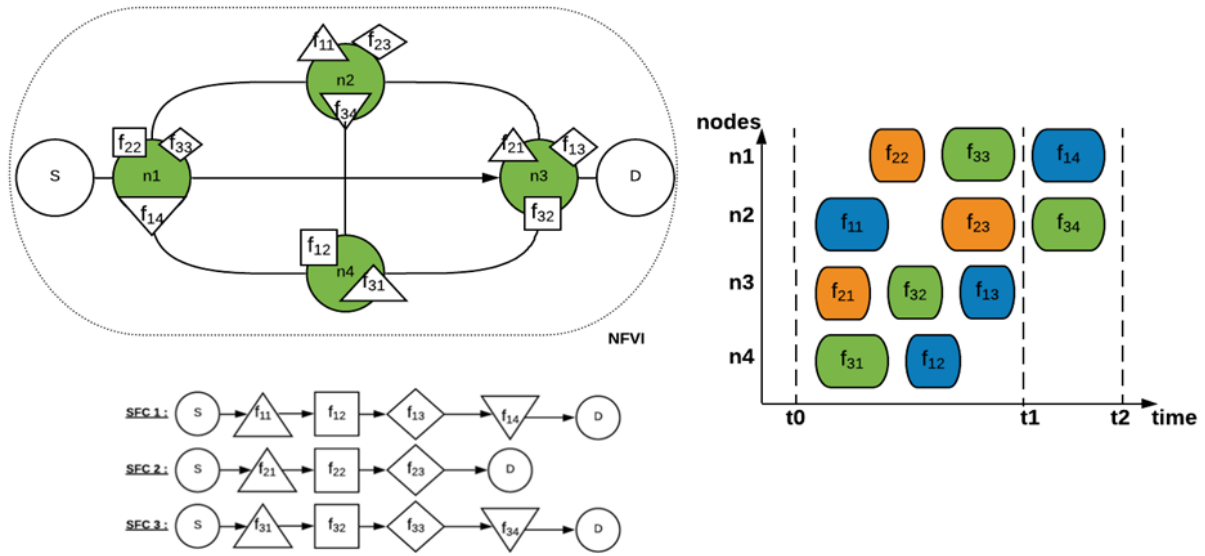 f11 f23
n2
f34
S
f22 f33
n1
f14
f21 f13
n3
f32
D
f12
n4
f31
NFVI
SFC 1 : S f11 f12 f13 f14 D
SFC 2 : S f21 f22 f23 D
SFC 3 : S f31 f32 f33 f34 D
nodes
n1 f22 f33 f14
n2 f11 f23 f34
n3 f21 f32 f13
n4 f31 f12
t0 t1 t2 time